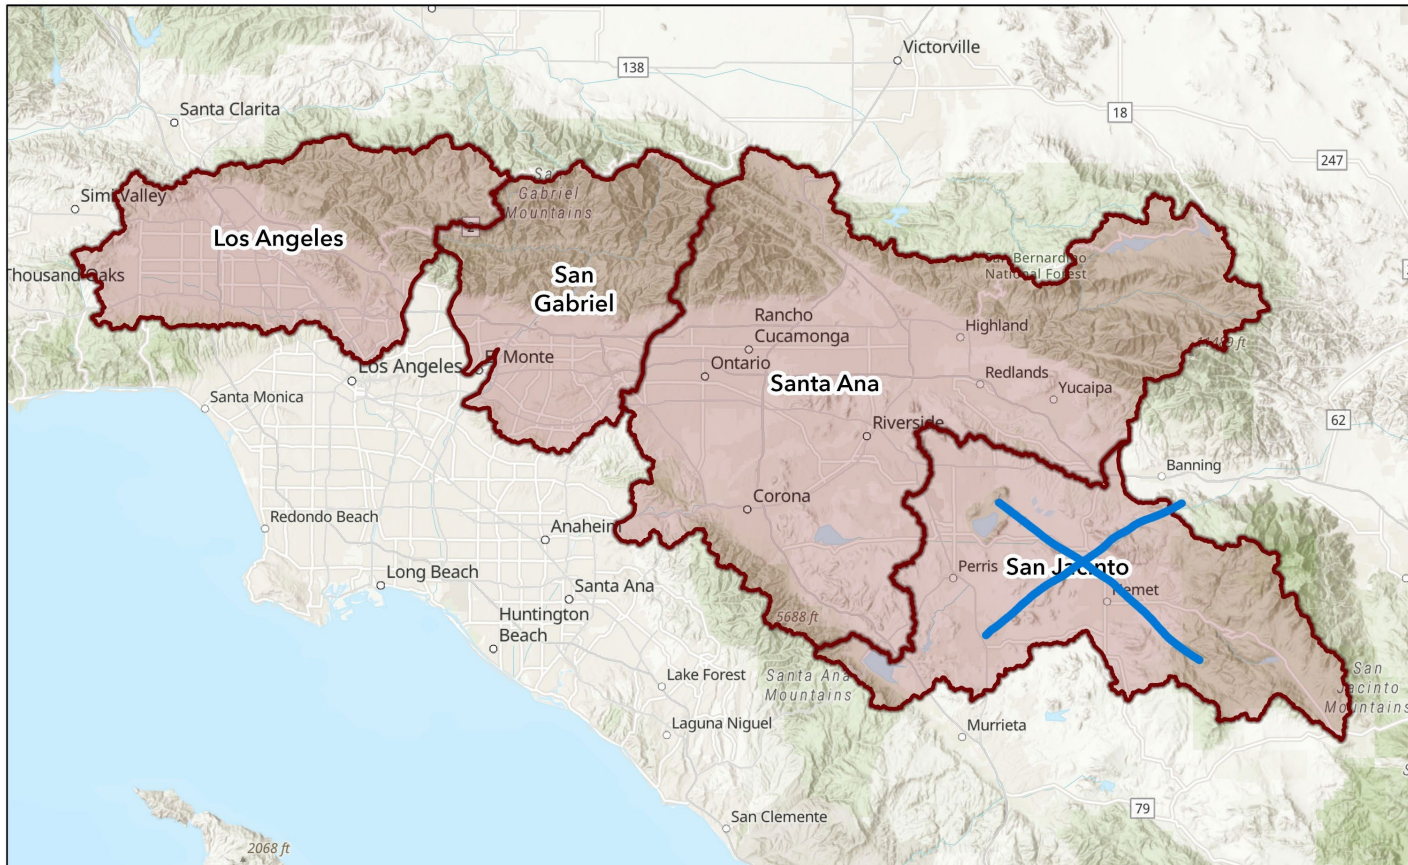 Victorville
138
Santa Clarita
18
247
Simi Valley
San
Gabriel
Mountains
2
Los Angeles
San Bernardino
National Forest
Thousand Oaks
San
Gabriel
Rancho
Cucamonga
Highland
El Monte
Ontario
Los Angeles
Santa Ana
Redlands
Yucaipa
Santa Monica
Riverside
62
Banning
Corona
Redondo Beach
Anaheim
San Jacinto
Perris
Long Beach
Santa Ana
Hemet
Huntington
Beach
5688 ft
Lake Forest
Santa Ana
Mountains
San
Jacinto
Mountains
Laguna Niguel
Murrieta
79
San Clemente
2068 ft